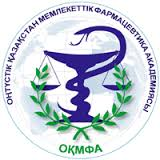 ОҢТҮСТІК ҚАЗАҚСТАН МЕМЛЕКЕТТІК ФАРМАЦЕВТИКА АКАДЕМИЯСЫ
ОҚМФА